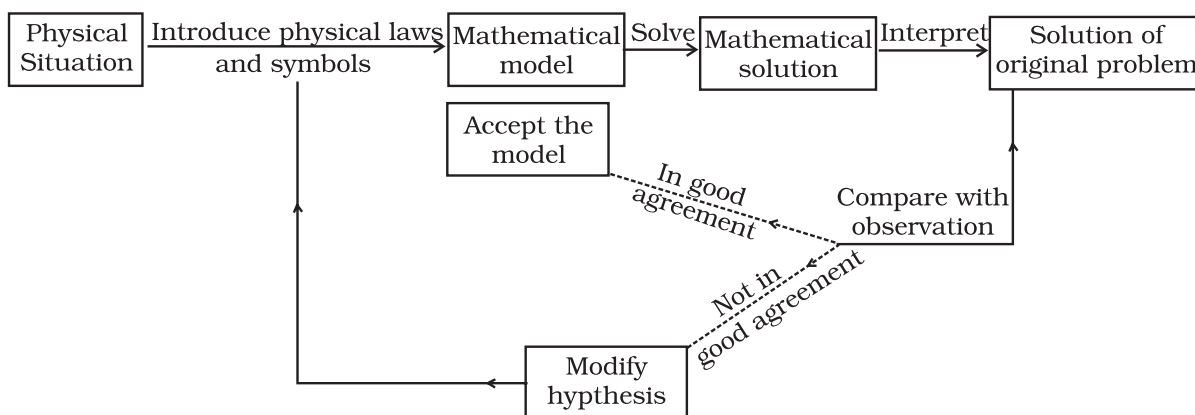 Physical
Situation
Introduce physical laws
and symbols
Mathematical
model
Solve
Mathematical
solution
Interpret
Solution of
original problem
Accept the
model
In good
agreement
Compare with
observation
Not in
good agreement
Modify
hypthesis